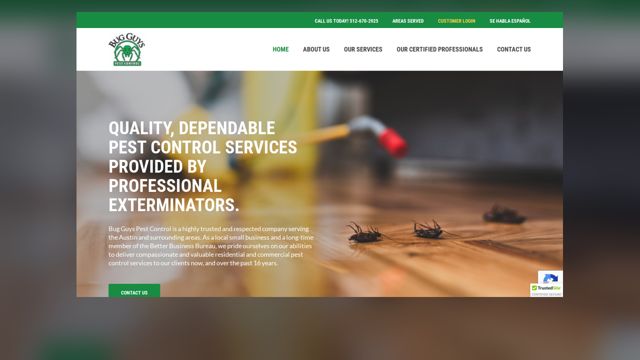 CALL US TODAY! 512-670-2925 AREAS SERVED CUSTOMER LOGIN SE HABLA ESPAÑOL
BUG GUYS
PEST CONTROL
HOME ABOUT US OUR SERVICES OUR CERTIFIED PROFESSIONALS CONTACT US
QUALITY, DEPENDABLE
PEST CONTROL SERVICES
PROVIDED BY
PROFESSIONAL
EXTERMINATORS.
Bug Guys Pest Control is a highly trusted and respected company serving
the Austin and surrounding areas. As a local small business and a long-time
member of the Better Business Bureau, we pride ourselves on our abilities
to deliver compassionate and valuable residential and commercial pest
control services to our clients now, and over the past 16 years.
CONTACT US
TrustedSite
CERTIFIED SECURE